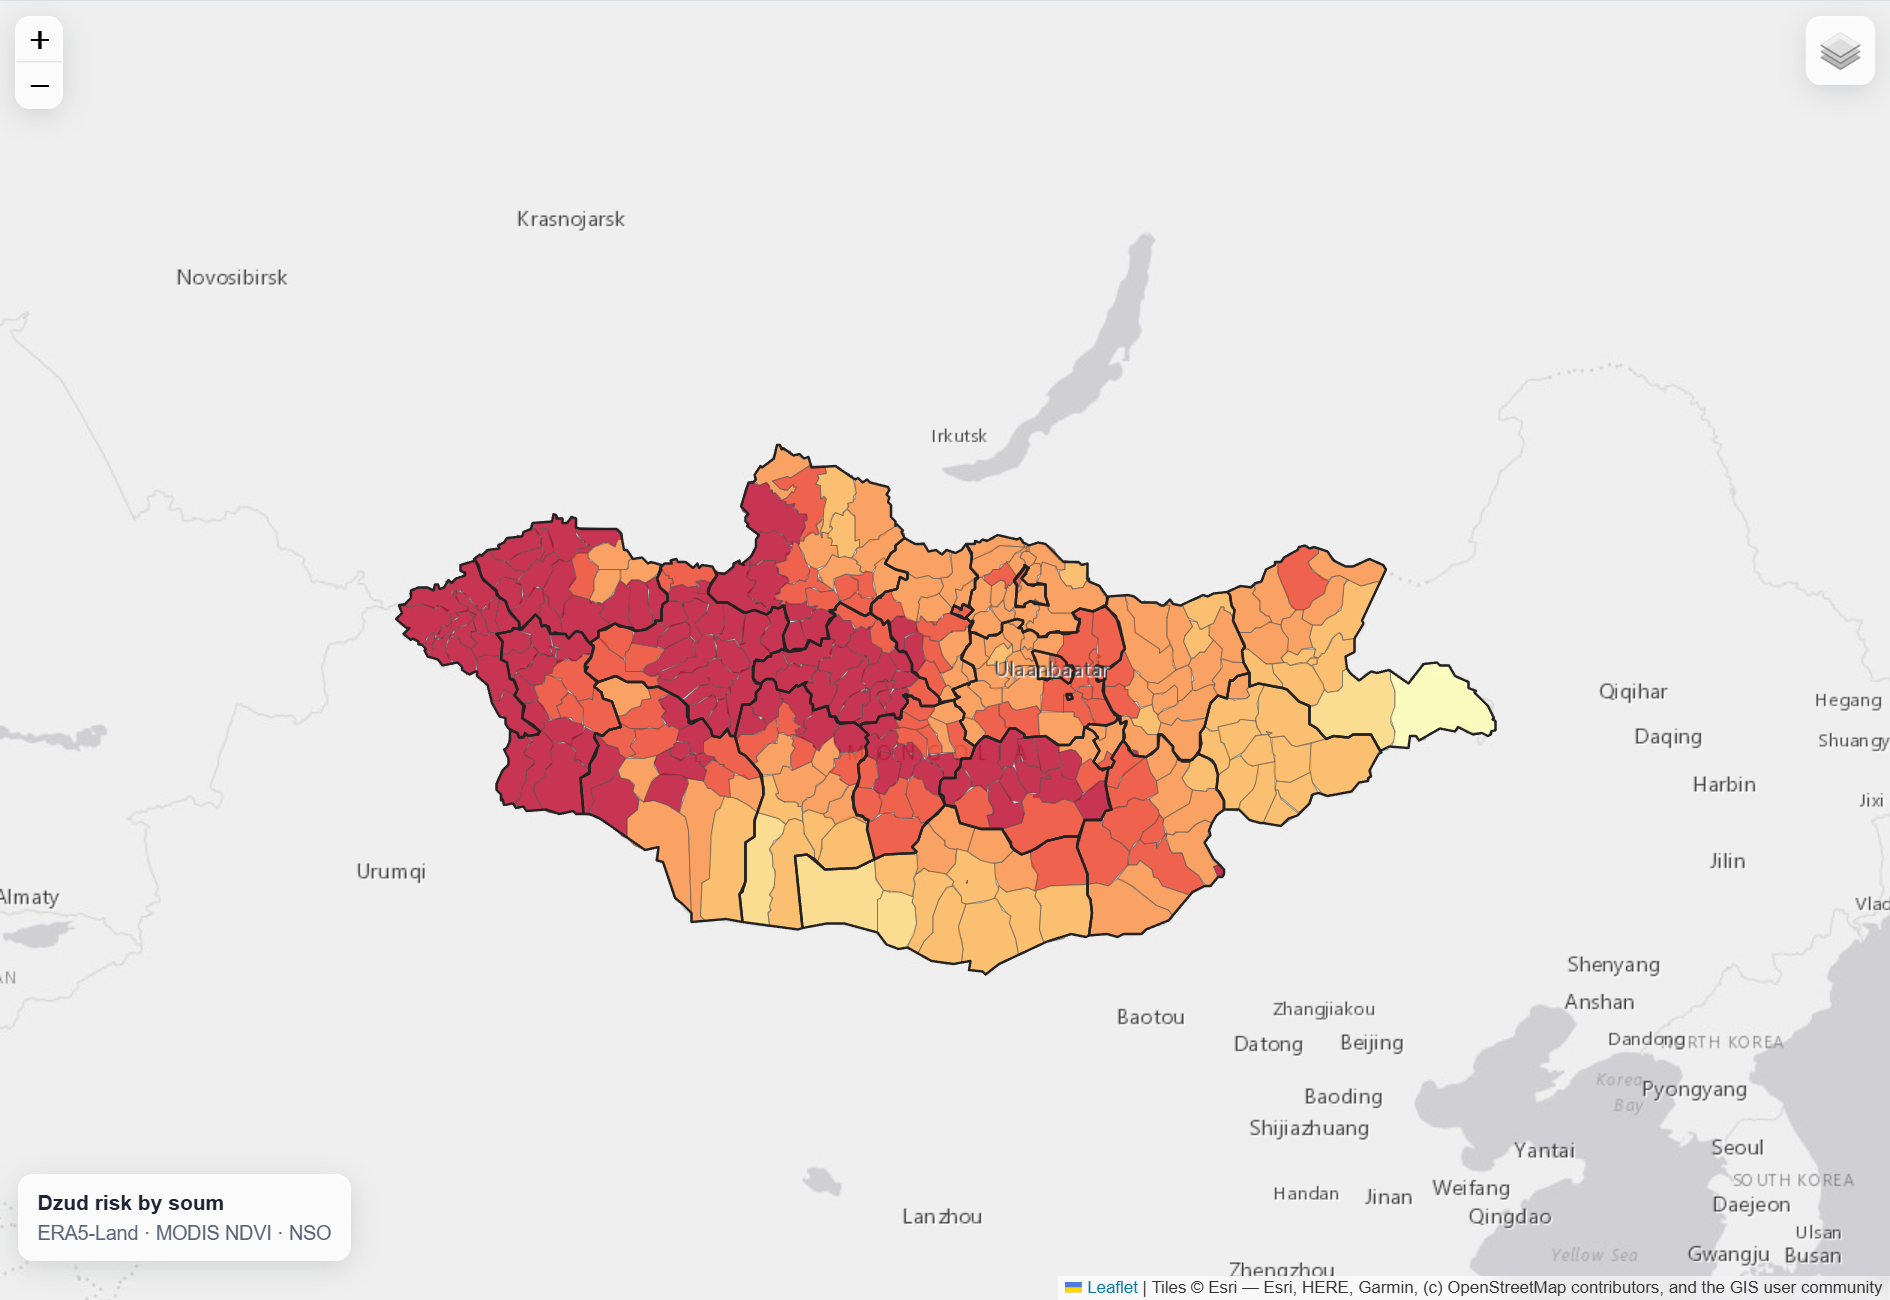 +
−
Krasnojarsk
Novosibirsk
Irkutsk
Ulaanbaatar
MONGOLIA
Qiqihar
Hegang
Daqing
Shuangy
Harbin
Jixi
Jilin
Urumqi
Almaty
Vlad
AN
Shenyang
Anshan
Zhangjiakou
Baotou
Datong
Beijing
Dandong
NORTH KOREA
Korea
Bay
Pyongyang
Baoding
Shijiazhuang
Yantai
Seoul
SOUTH KOREA
Handan
Jinan
Weifang
Daejeon
Lanzhou
Qingdao
Ulsan
Yellow Sea
Gwangju
Busan
Zhengzhou
Dzud risk by soum
ERA5-Land · MODIS NDVI · NSO
Leaflet | Tiles © Esri — Esri, HERE, Garmin, (c) OpenStreetMap contributors, and the GIS user community